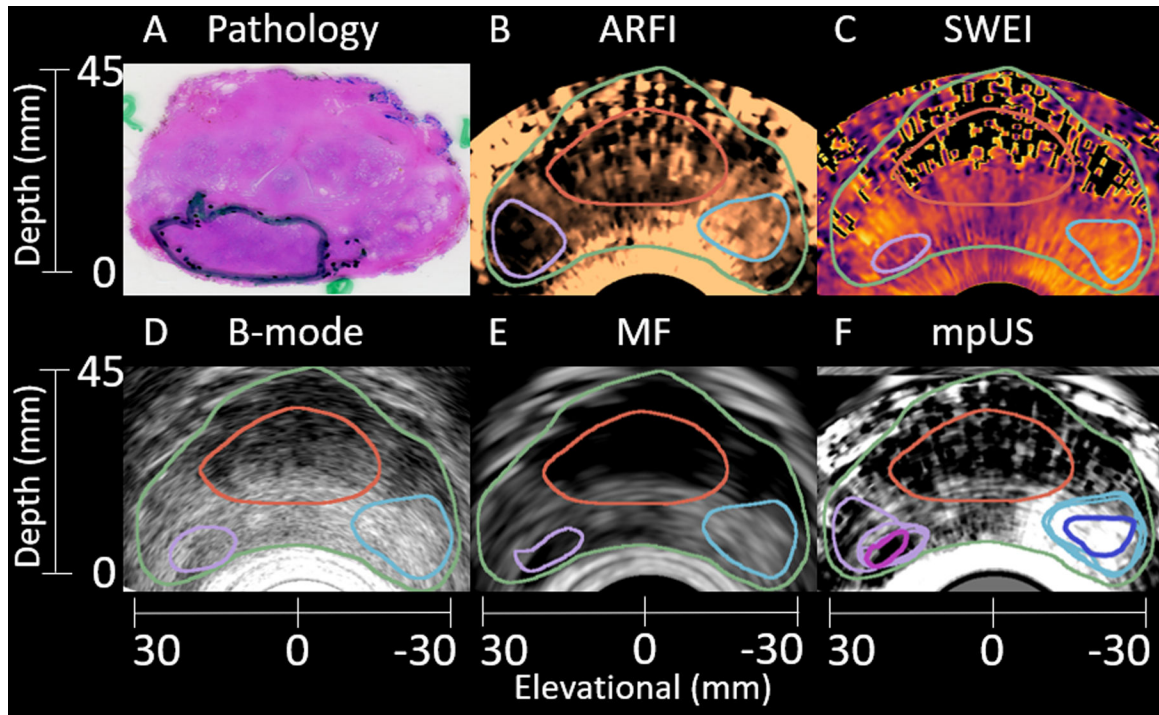 A Pathology B ARFI C SWEI
45
Depth (mm)
0
D B-mode E MF F mpUS
45
Depth (mm)
0
30 0 -30 30 0 -30 30 0 -30
Elevational (mm)